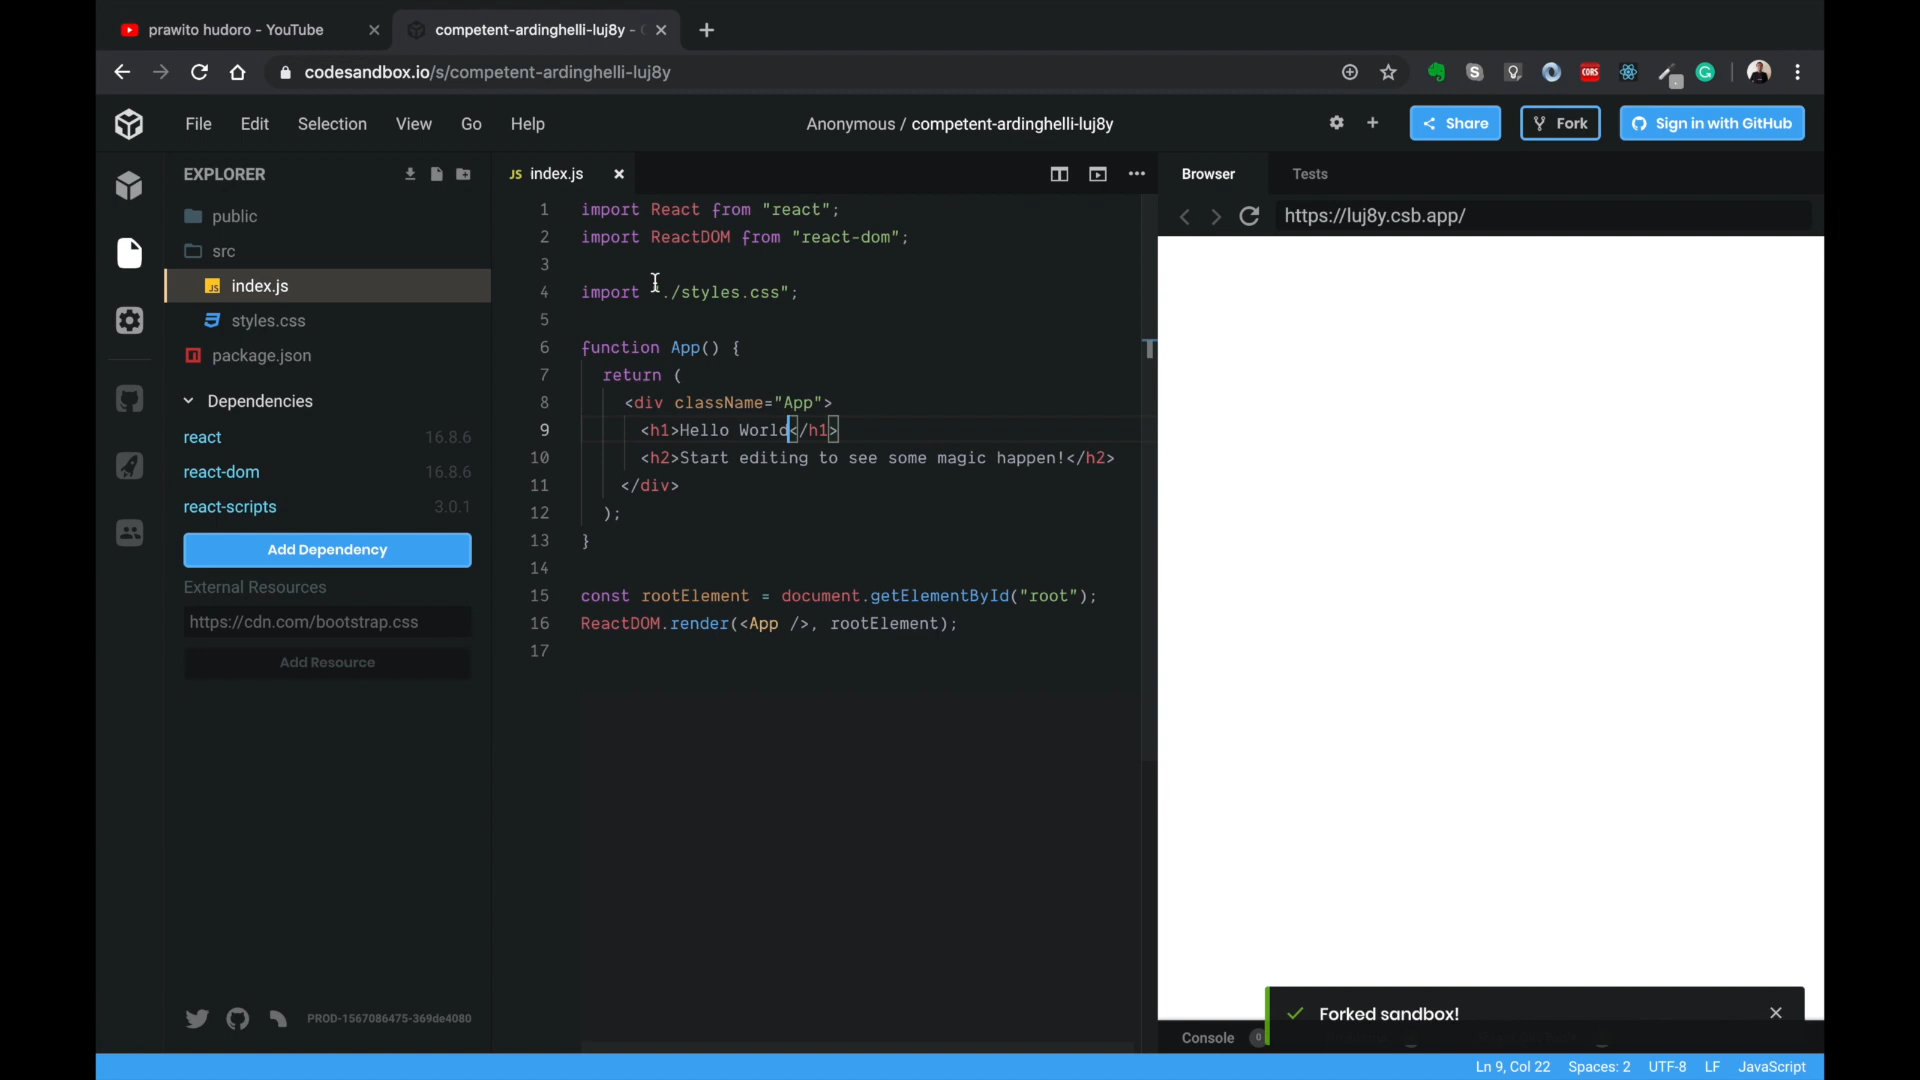 prawito hudoro - YouTube
competent-ardinghelli-luj8y -
codesandbox.io/s/competent-ardinghelli-luj8y
CORS
File Edit Selection View Go Help
Anonymous / competent-ardinghelli-luj8y
Share
Fork
Sign in with GitHub
EXPLORER
public
src
JS index.js
styles.css
package.json
Dependencies
react 16.8.6
react-dom 16.8.6
react-scripts 3.0.1
Add Dependency
External Resources
https://cdn.com/bootstrap.css
Add Resource
PROD-1567086475-369de4080
JS index.js
1 import React from "react";
2 import ReactDOM from "react-dom";
3
4 import "./styles.css";
5
6 function App() {
7 return (
8 <div className="App">
9 <h1>Hello World</h1>
10 <h2>Start editing to see some magic happen!</h2>
11 </div>
12 );
13 }
14
15 const rootElement = document.getElementById("root");
16 ReactDOM.render(<App />, rootElement);
17
Browser Tests
https://luj8y.csb.app/
Forked sandbox!
Console 0
Ln 9, Col 22 Spaces: 2 UTF-8 LF JavaScript